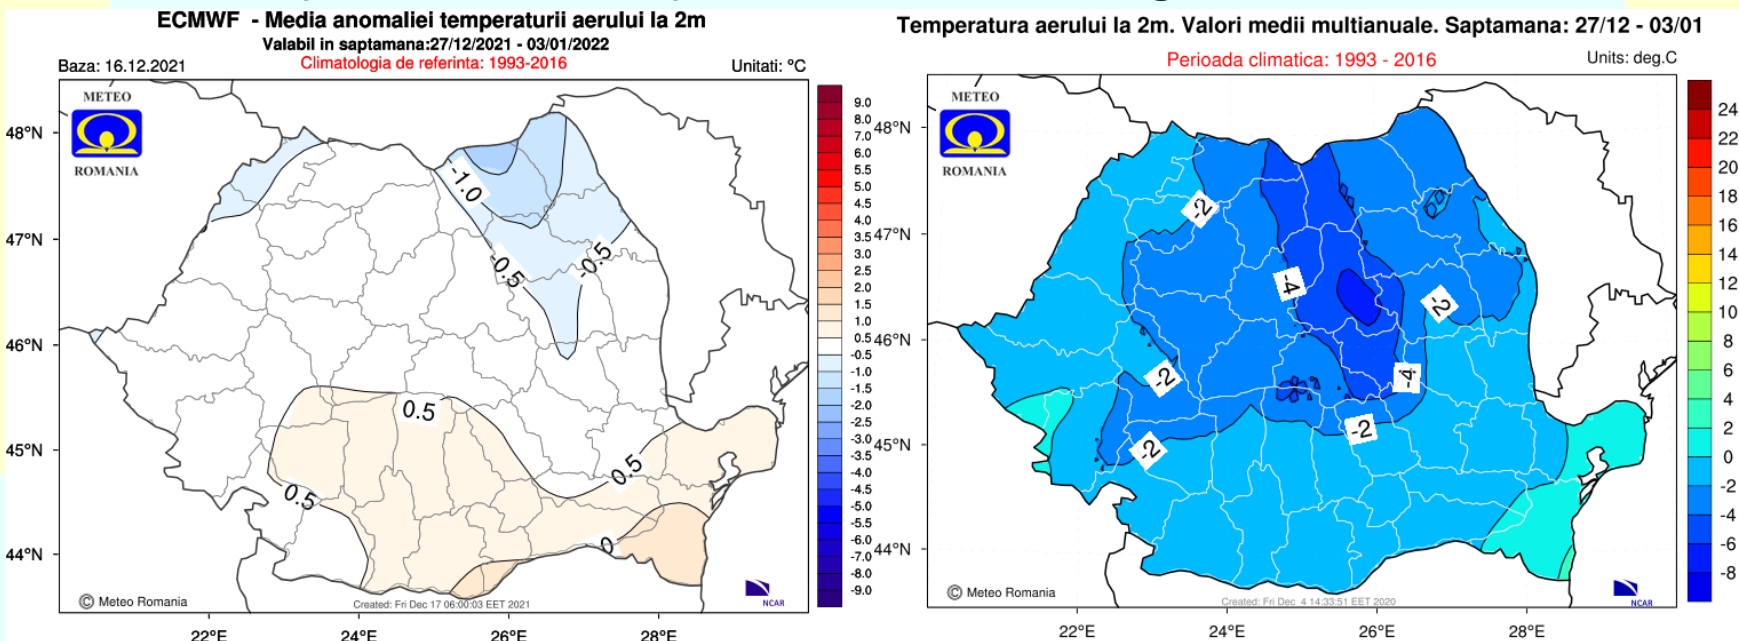 ECMWF - Media anomaliei temperaturii aerului la 2m
Valabil in saptamana:27/12/2021 - 03/01/2022
Baza: 16.12.2021
Climatologia de referinta: 1993-2016
Unitati: °C
METEO
ROMANIA
48°N
47°N
46°N
45°N
44°N
22°E
24°E
26°E
28°E
-1.0
-0.5
-0.5
0.5
0.5
0.5
0
9.0
8.0
7.0
6.0
5.5
5.0
4.5
4.0
3.5
3.0
2.5
2.0
1.5
1.0
0.5
-0.5
-1.0
-1.5
-2.0
-2.5
-3.0
-3.5
-4.0
-4.5
-5.0
-5.5
-6.0
-7.0
-8.0
-9.0
© Meteo Romania
Created: Fri Dec 17 06:00:03 EET 2021
NCAR
Temperatura aerului la 2m. Valori medii multianuale. Saptamana: 27/12 - 03/01
Perioada climatica: 1993 - 2016
Units: deg.C
METEO
ROMANIA
48°N
47°N
46°N
45°N
44°N
22°E
24°E
26°E
28°E
-2
-4
-2
-2
-4
-2
-2
24
22
20
18
16
14
12
10
8
6
4
2
0
-2
-4
-6
-8
© Meteo Romania
Created: Fri Dec 4 14:33:51 EET 2020
NCAR